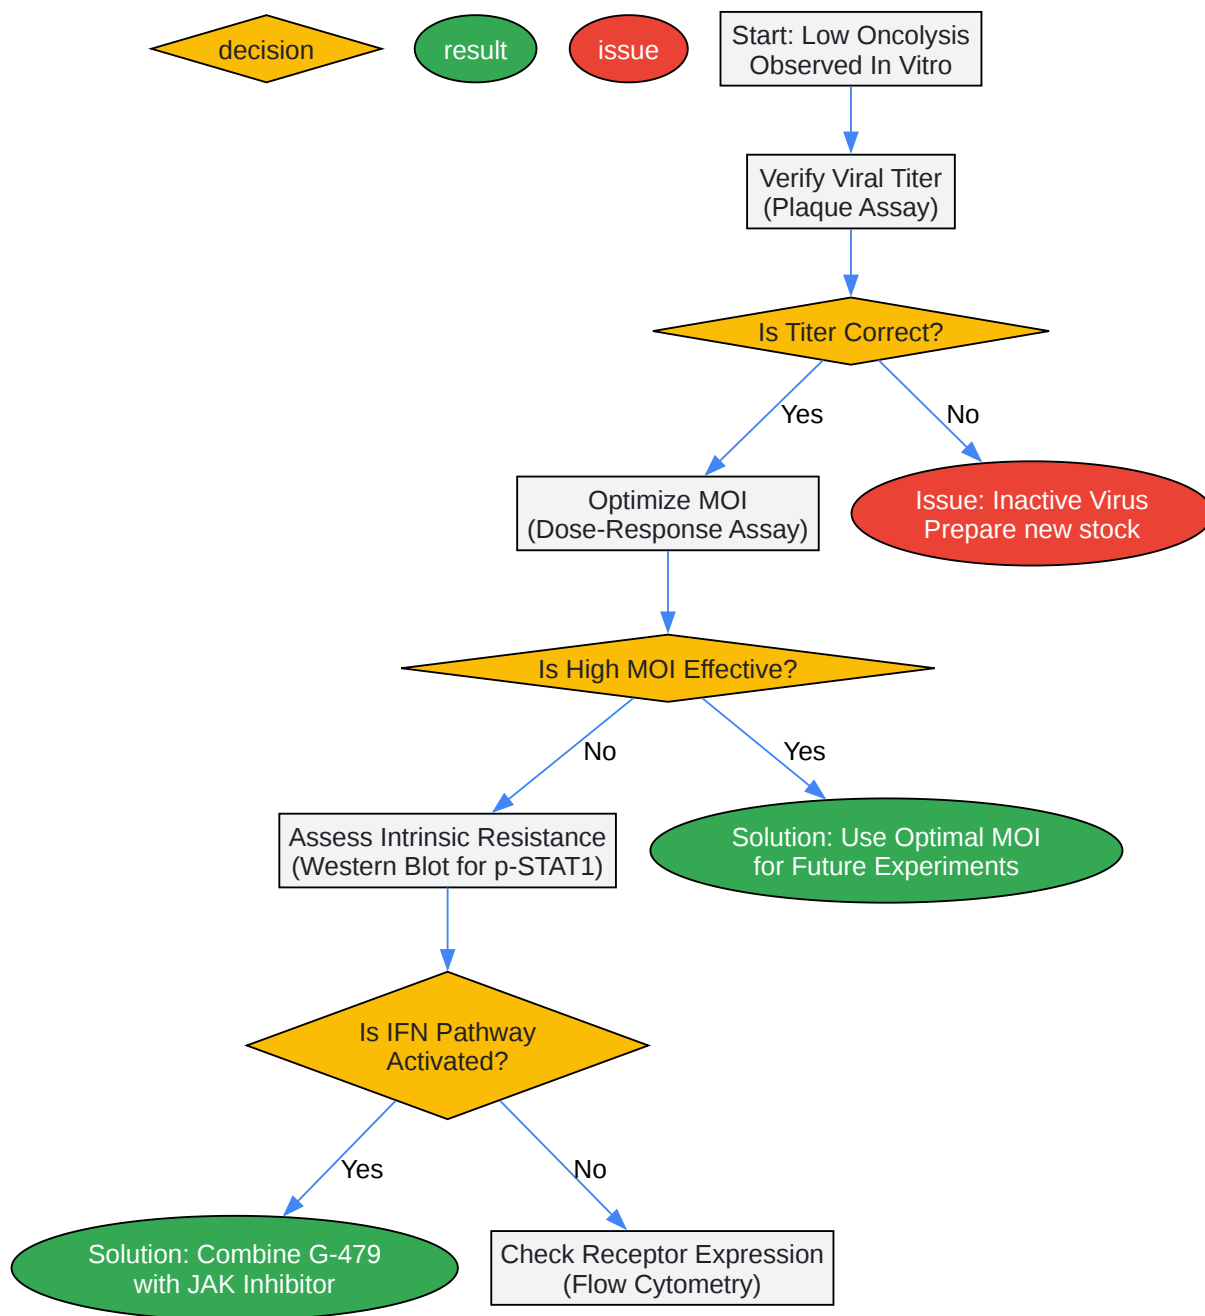 decision
result
issue
Start: Low Oncolysis
Observed In Vitro
Verify Viral Titer
(Plaque Assay)
Is Titer Correct?
Yes
No
Optimize MOI
(Dose-Response Assay)
Issue: Inactive Virus
Prepare new stock
Is High MOI Effective?
No
Yes
Assess Intrinsic Resistance
(Western Blot for p-STAT1)
Solution: Use Optimal MOI
for Future Experiments
Is IFN Pathway
Activated?
Yes
No
Solution: Combine G-479
with JAK Inhibitor
Check Receptor Expression
(Flow Cytometry)